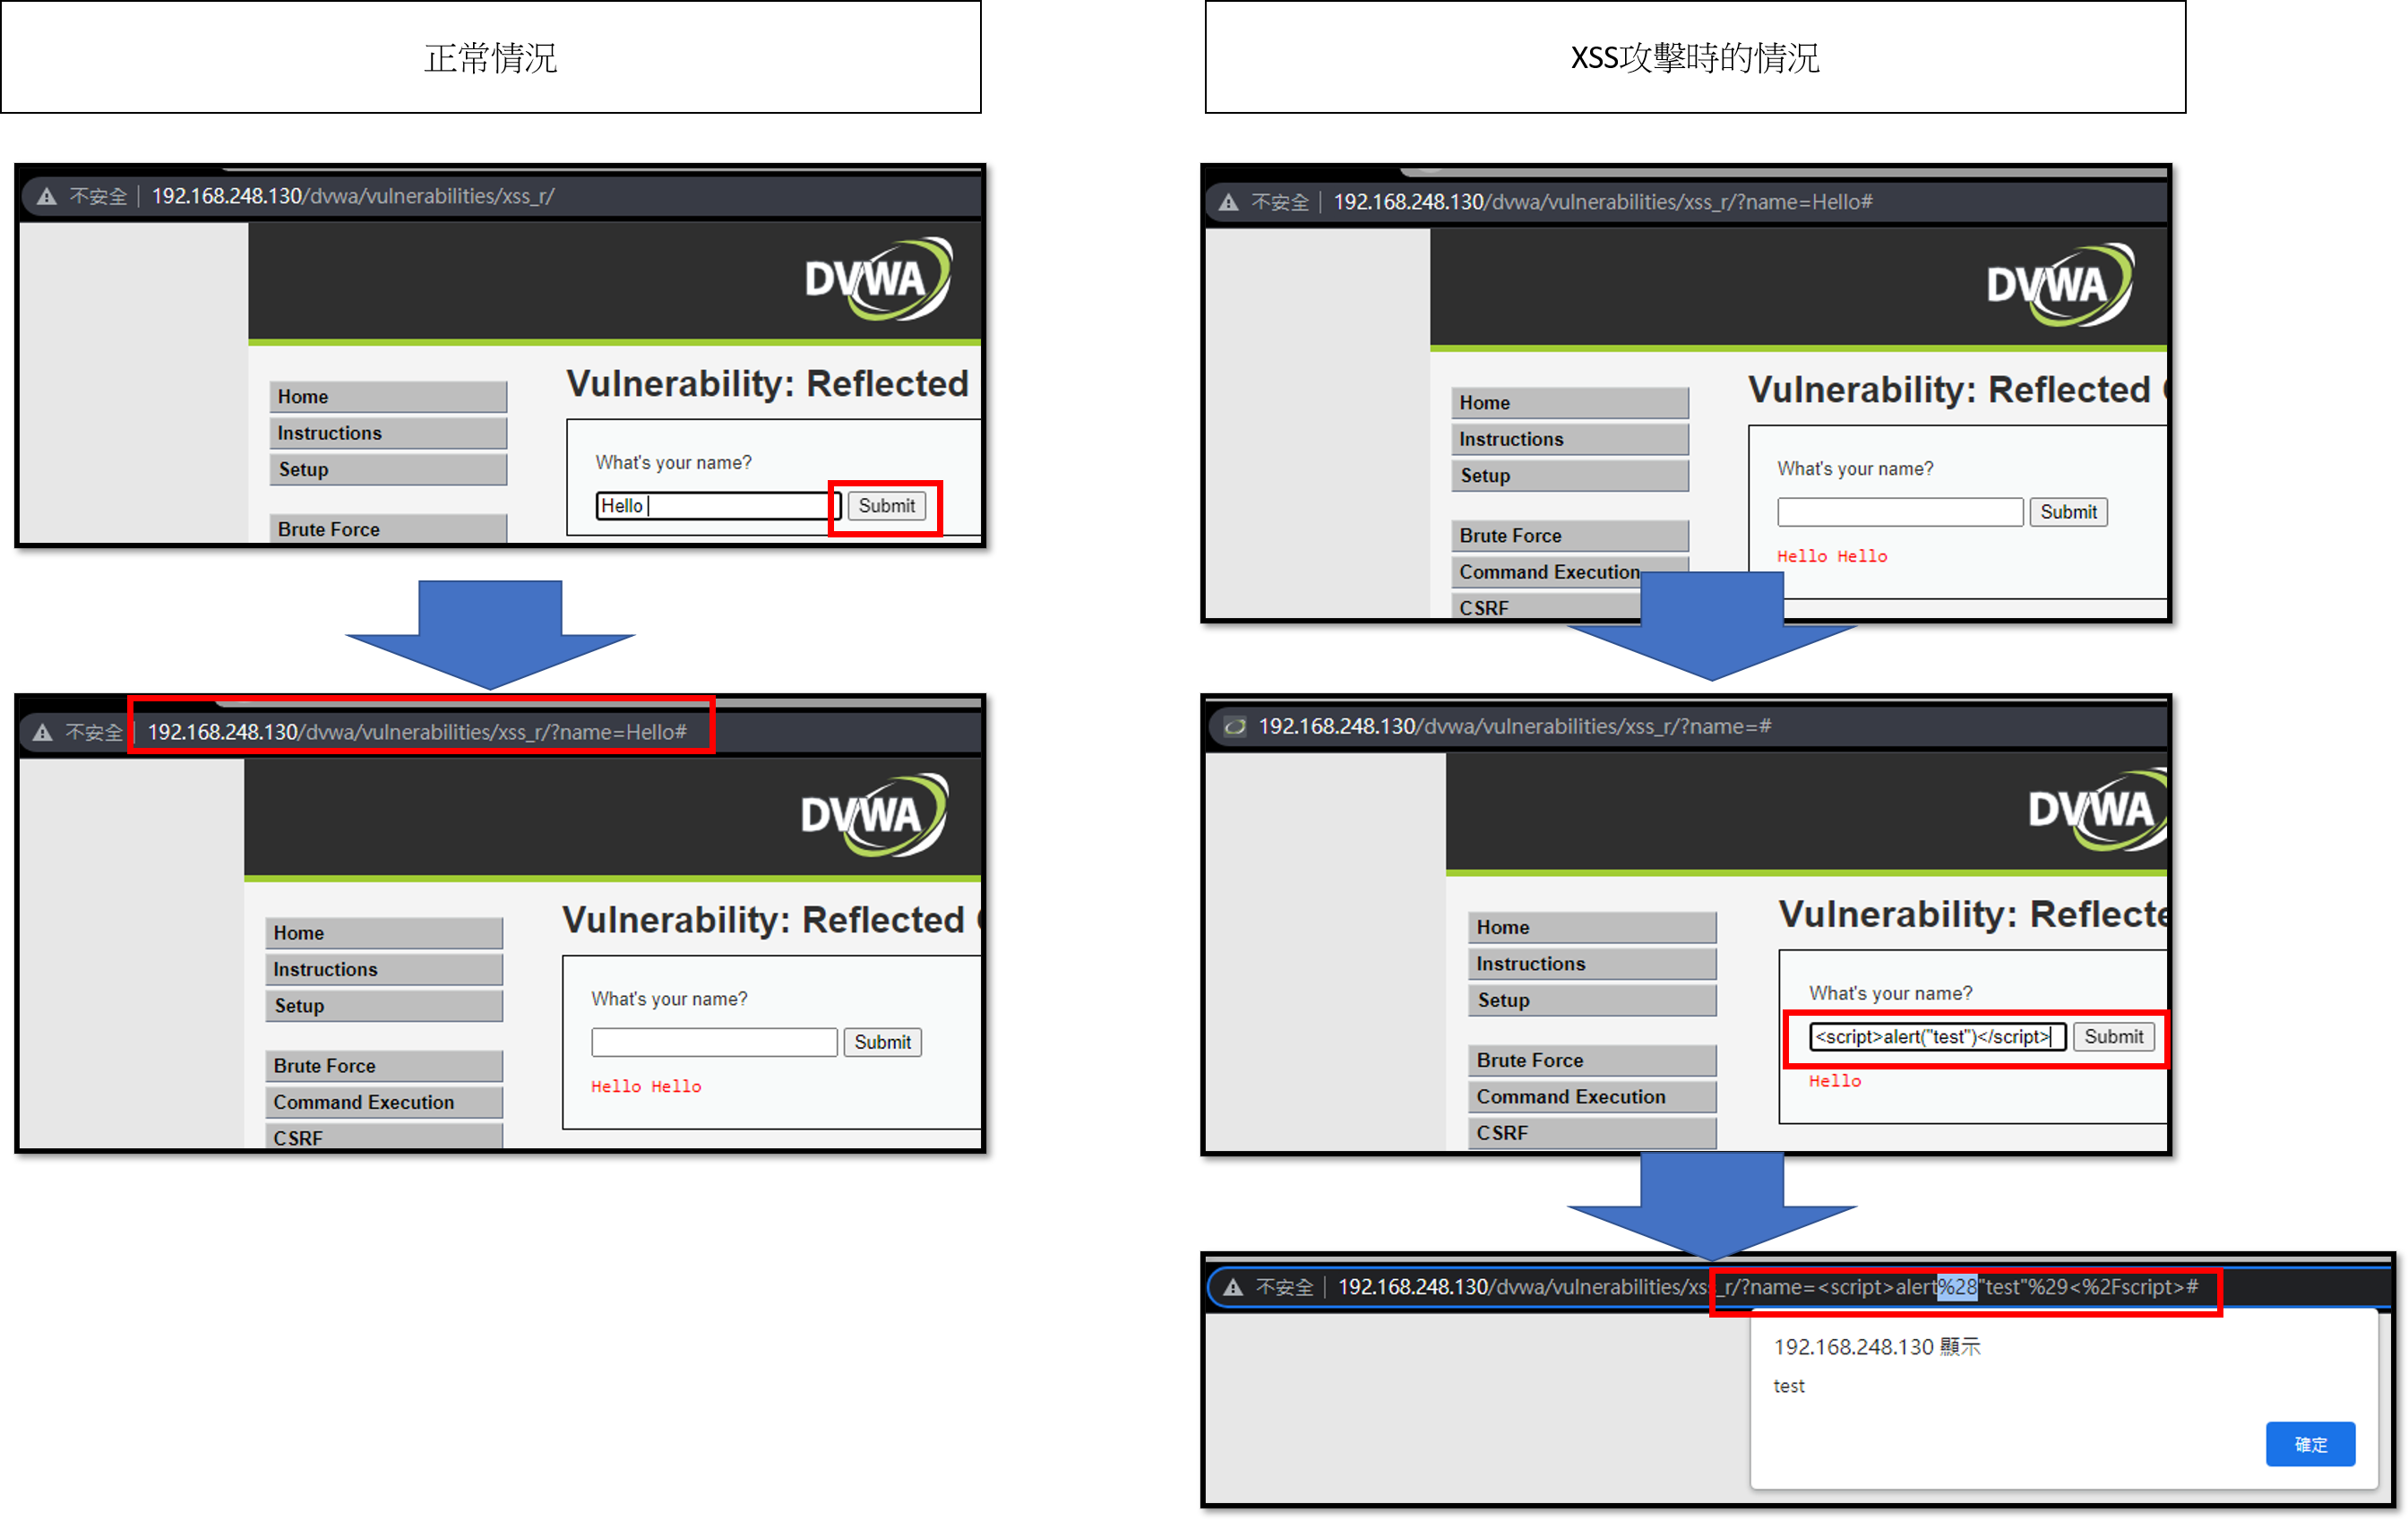 正常情況
不安全 192.168.248.130/dvwa/vulnerabilities/xss_r/
DVWA
Home
Instructions
Setup
Brute Force
Vulnerability: Reflected
What's your name?
Hello Submit
不安全 192.168.248.130/dvwa/vulnerabilities/xss_r/?name=Hello#
DVWA
Home
Instructions
Setup
Brute Force
Command Execution
CSRF
Vulnerability: Reflected
What's your name?
Submit
Hello Hello
XSS攻擊時的情況
不安全 192.168.248.130/dvwa/vulnerabilities/xss_r/?name=Hello#
DVWA
Home
Instructions
Setup
Brute Force
Command Execution
CSRF
Vulnerability: Reflected
What's your name?
Submit
Hello Hello
192.168.248.130/dvwa/vulnerabilities/xss_r/?name=#
DVWA
Home
Instructions
Setup
Brute Force
Command Execution
CSRF
Vulnerability: Reflecte
What's your name?
<script>alert("test")</script> Submit
Hello
不安全 192.168.248.130/dvwa/vulnerabilities/xss_r/?name=<script>alert%28"test"%29<%2Fscript>#
192.168.248.130 顯示
test
確定